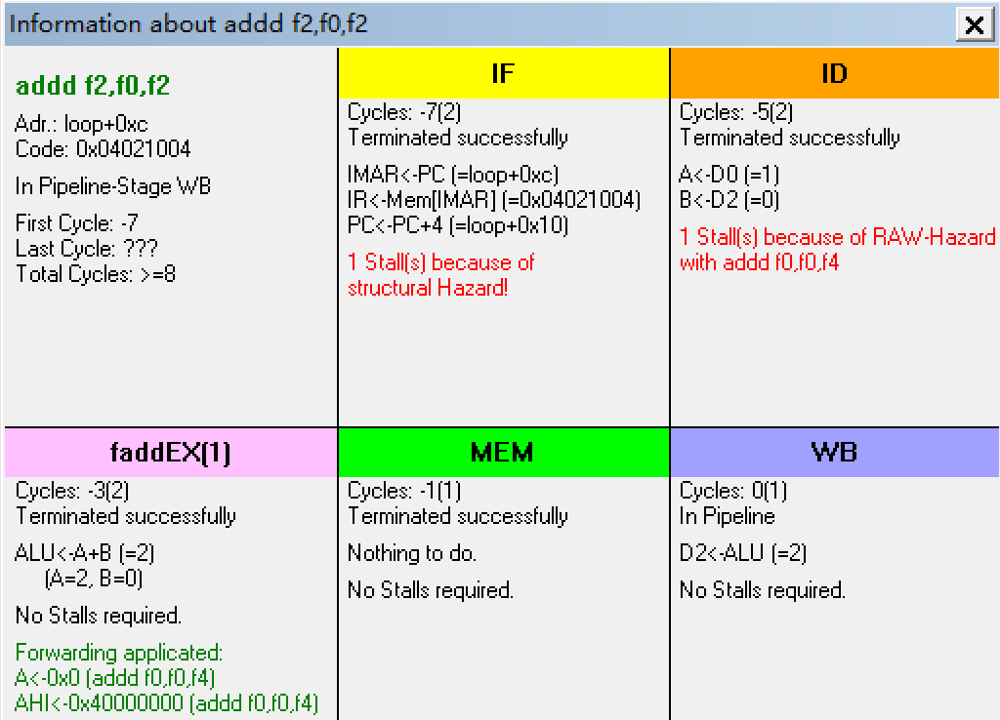 Information about addd f2,f0,f2
addd f2,f0,f2
Adr.: loop+0xc
Code: 0x04021004
In Pipeline-Stage WB
First Cycle: -7
Last Cycle: ???
Total Cycles: >=8
IF
Cycles: -7(2)
Terminated successfully
IMAR<-PC (=loop+0xc)
IR<-Mem[IMAR] (=0x04021004)
PC<-PC+4 (=loop+0x10)
1 Stall(s) because of
structural Hazard!
ID
Cycles: -5(2)
Terminated successfully
A<-D0 (=1)
B<-D2 (=0)
1 Stall(s) because of RAW-Hazard
with addd f0,f0,f4
faddEX(1)
Cycles: -3(2)
Terminated successfully
ALU<-A+B (=2)
(A=2, B=0)
No Stalls required.
Forwarding applicated:
A<-0x0 (addd f0,f0,f4)
AHI<-0x40000000 (addd f0,f0,f4)
MEM
Cycles: -1(1)
Terminated successfully
Nothing to do.
No Stalls required.
WB
Cycles: 0(1)
In Pipeline
D2<-ALU (=2)
No Stalls required.